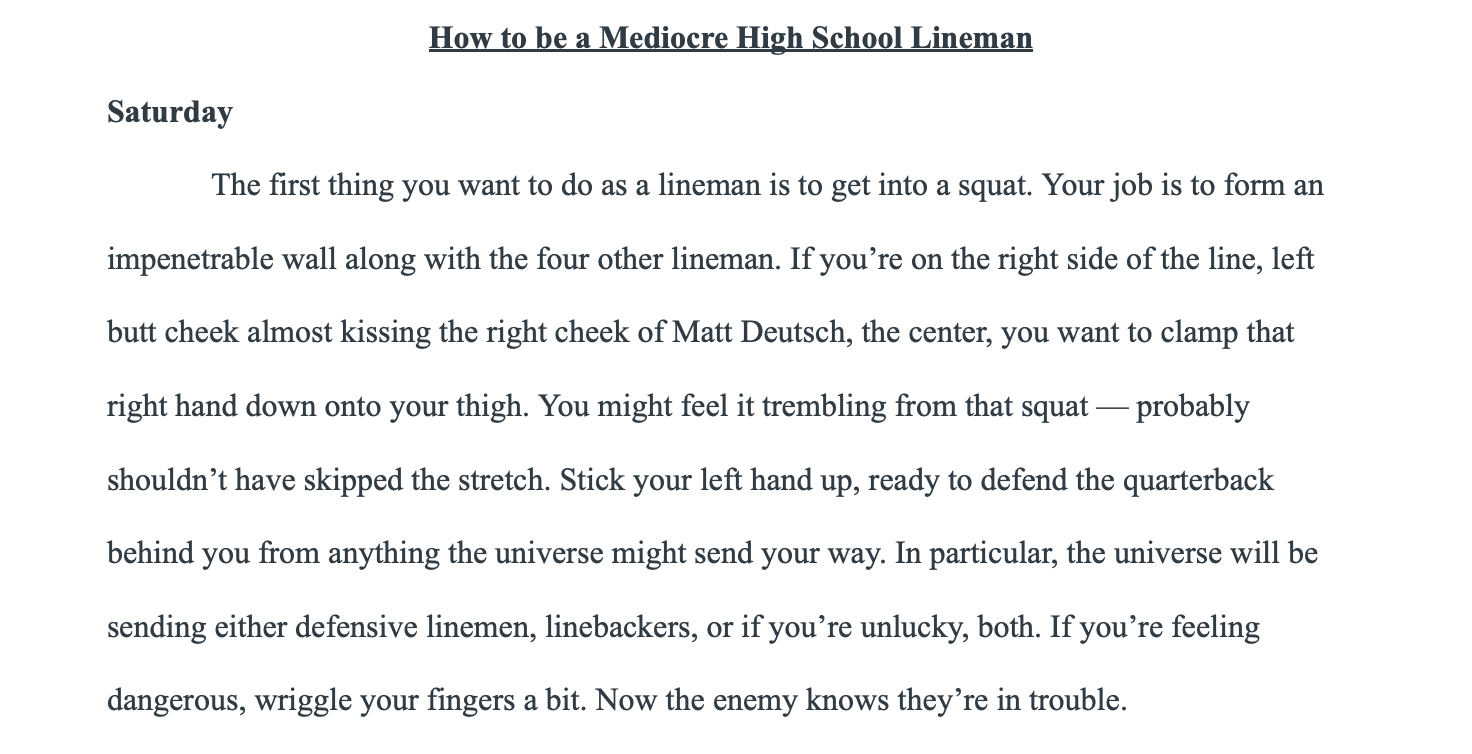 How to be a Mediocre High School Lineman
Saturday
The first thing you want to do as a lineman is to get into a squat. Your job is to form an
impenetrable wall along with the four other lineman. If you’re on the right side of the line, left
butt cheek almost kissing the right cheek of Matt Deutsch, the center, you want to clamp that
right hand down onto your thigh. You might feel it trembling from that squat — probably
shouldn’t have skipped the stretch. Stick your left hand up, ready to defend the quarterback
behind you from anything the universe might send your way. In particular, the universe will be
sending either defensive linemen, linebackers, or if you’re unlucky, both. If you’re feeling
dangerous, wriggle your fingers a bit. Now the enemy knows they’re in trouble.